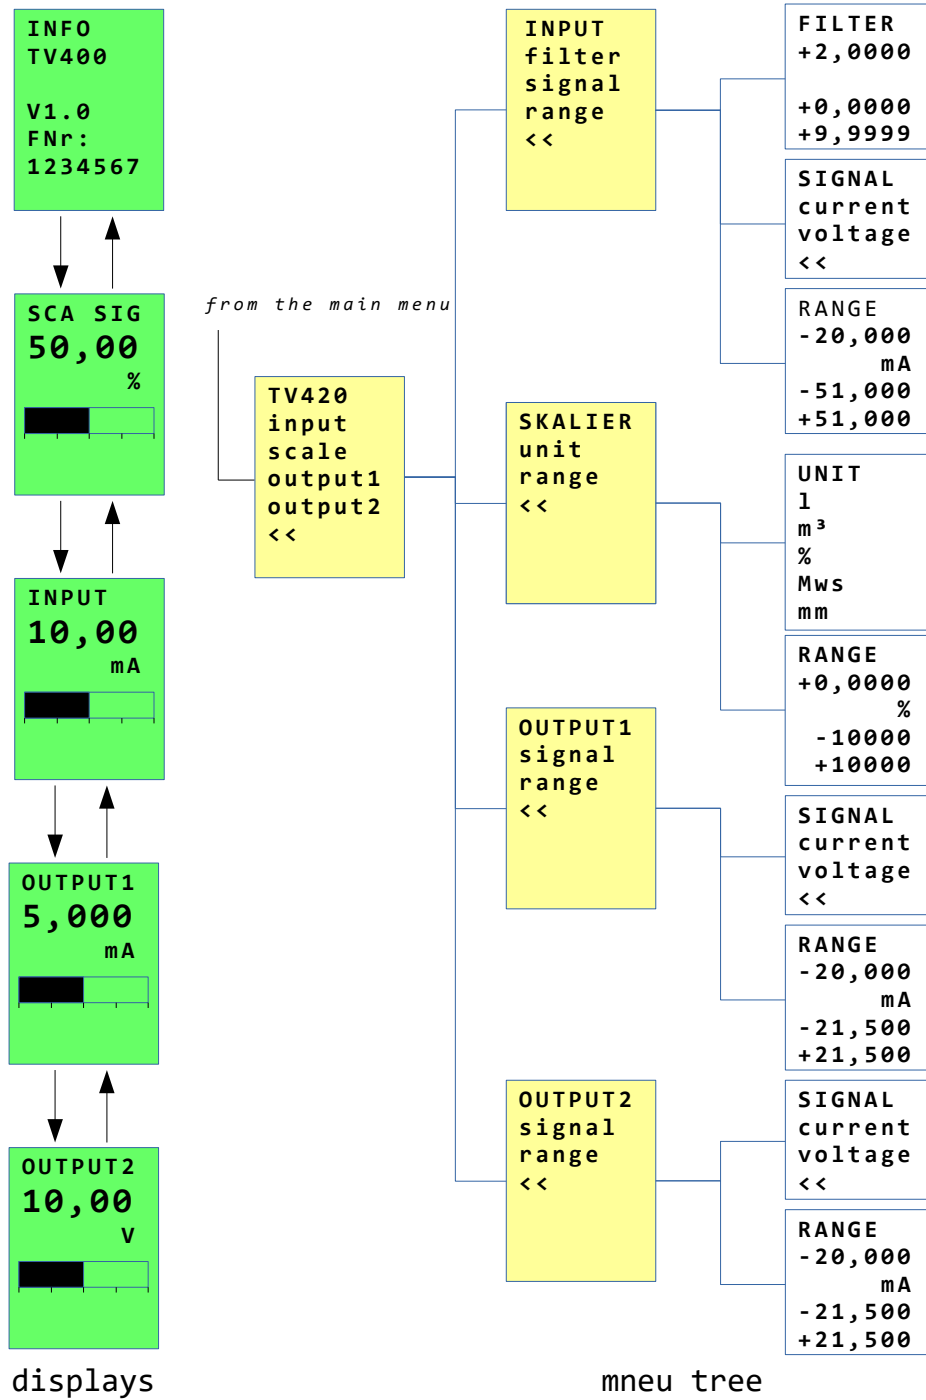 INFO
TV400
V1.0
FNr:
1234567
SCA SIG
50,00
%
INPUT
10,00
mA
OUTPUT1
5,000
mA
OUTPUT2
10,00
V
displays
from the main menu
TV420
input
scale
output1
output2
<<
INPUT
filter
signal
range
<<
SKALIER
unit
range
<<
OUTPUT1
signal
range
<<
OUTPUT2
signal
range
<<
FILTER
+2,0000
+0,0000
+9,9999
SIGNAL
current
voltage
<<
RANGE
-20,000
mA
-51,000
+51,000
UNIT
l
m³
%
Mws
mm
RANGE
+0,0000
%
-10000
+10000
SIGNAL
current
voltage
<<
RANGE
-20,000
mA
-21,500
+21,500
SIGNAL
current
voltage
<<
RANGE
-20,000
mA
-21,500
+21,500
mneu tree